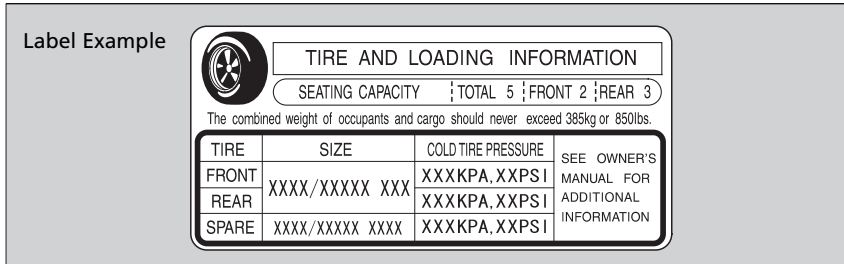 Label Example
TIRE AND LOADING INFORMATION
SEATING CAPACITY TOTAL 5 FRONT 2 REAR 3
The combined weight of occupants and cargo should never exceed 385kg or 850lbs.
TIRE SIZE COLD TIRE PRESSURE
FRONT XXXX/XXXXX XXX XXXKPA,XXPSI
REAR XXXKPA,XXPSI
SPARE XXXX/XXXXX XXXX XXXKPA,XXPSI
SEE OWNER'S
MANUAL FOR
ADDITIONAL
INFORMATION